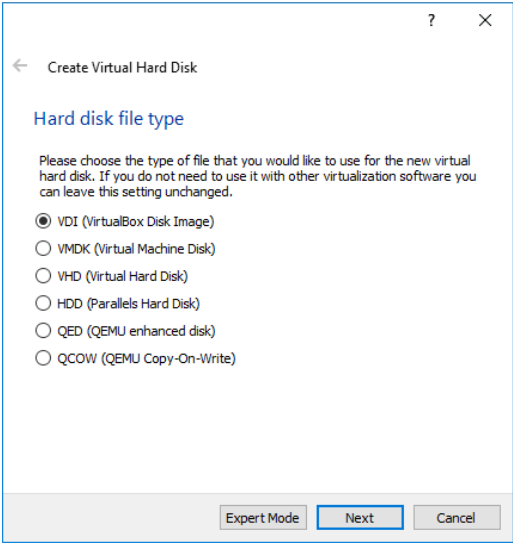 ?
Create Virtual Hard Disk
Hard disk file type
Please choose the type of file that you would like to use for the new virtual
hard disk. If you do not need to use it with other virtualization software you
can leave this setting unchanged.
VDI (VirtualBox Disk Image)
VMDK (Virtual Machine Disk)
VHD (Virtual Hard Disk)
HDD (Parallels Hard Disk)
QED (QEMU enhanced disk)
QCOW (QEMU Copy-On-Write)
Expert Mode Next Cancel